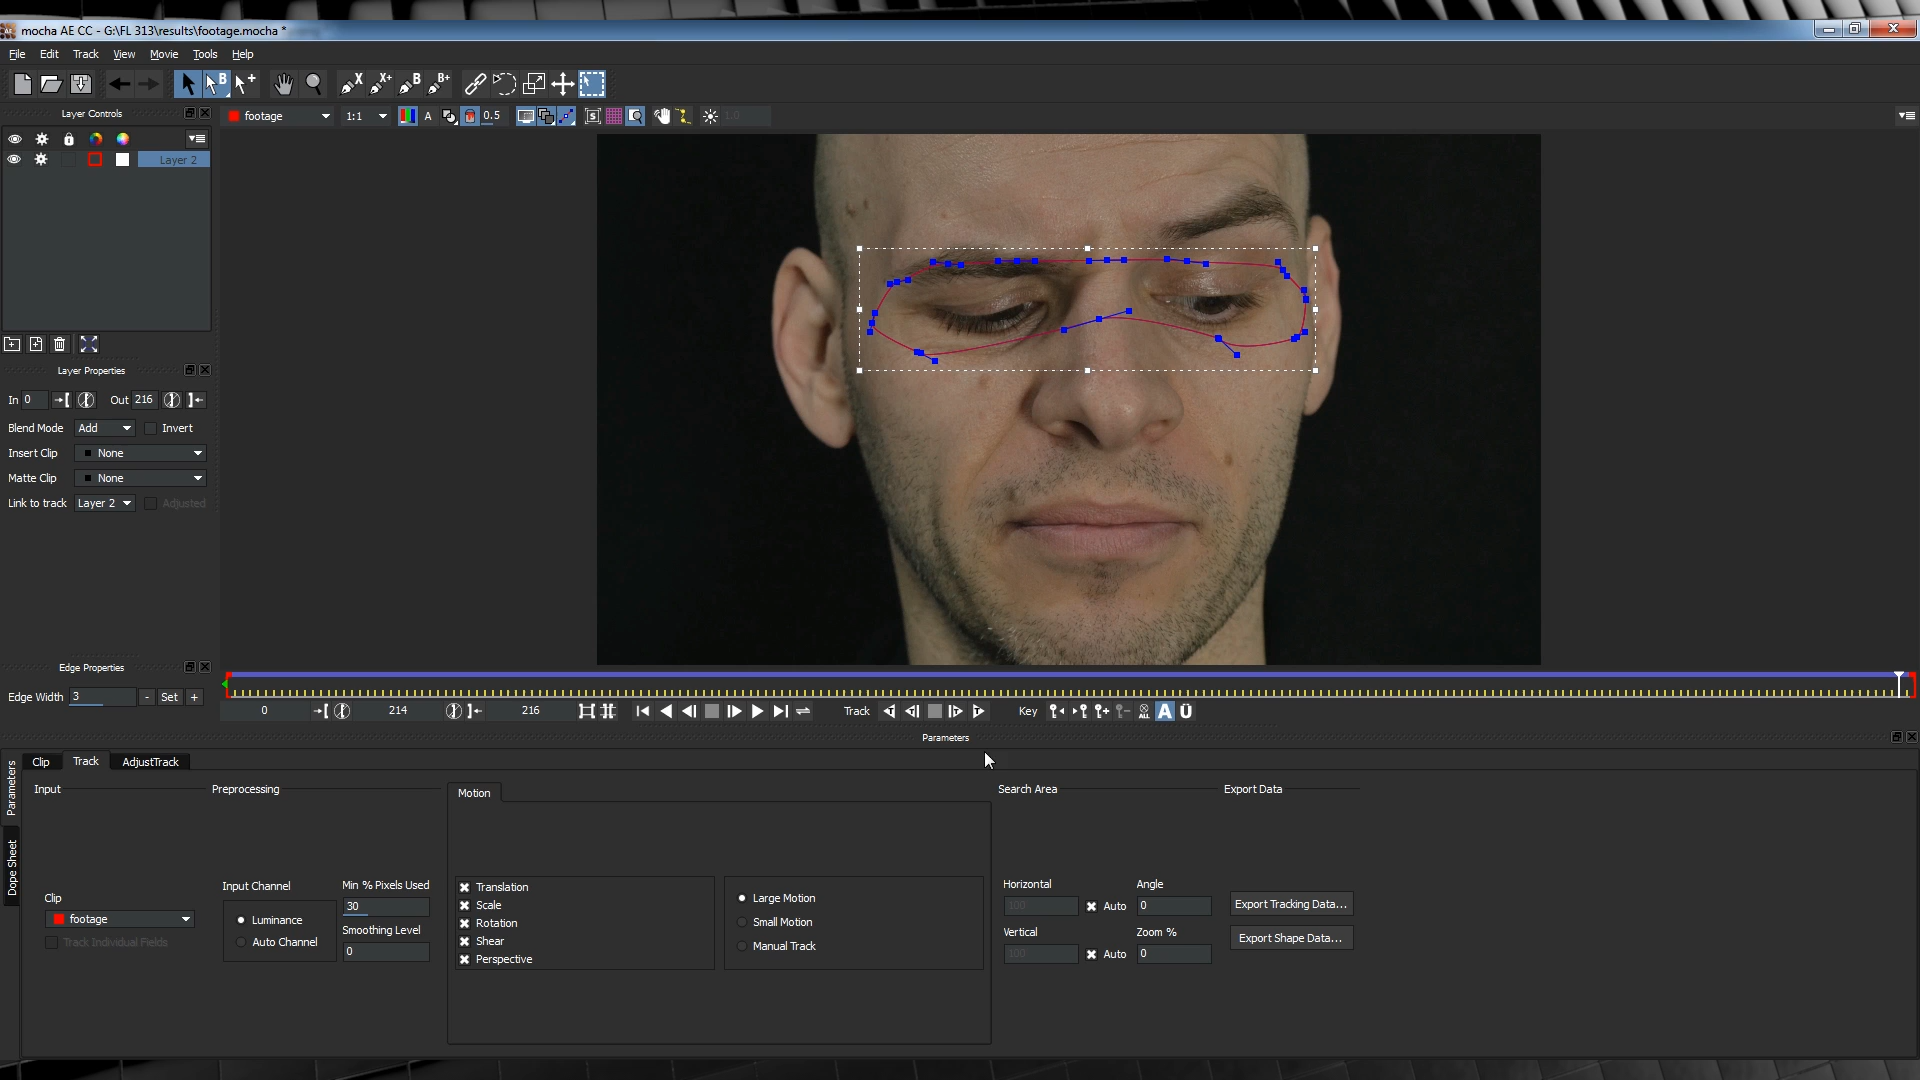 mocha AE CC - G:\FL 313\results\footage.mocha *
File Edit Track View Movie Tools Help
Layer Controls
footage 1:1 A 0.5 1.0
Layer 2
Layer Properties
In 0 Out 216
Blend Mode Add Invert
Insert Clip None
Matte Clip None
Link to track Layer 2 Adjusted
Edge Properties
Edge Width 3 - Set +
0 214 216 Track Key ALL A Ü
Parameters
Parameters
Dope Sheet
Clip Track AdjustTrack
Input Preprocessing Motion Search Area Export Data
Clip
footage
Track Individual Fields
Input Channel
Luminance
Auto Channel
Min % Pixels Used
30
Smoothing Level
0
Translation
Scale
Rotation
Shear
Perspective
Large Motion
Small Motion
Manual Track
Horizontal Angle
100 Auto 0
Vertical Zoom %
100 Auto 0
Export Tracking Data...
Export Shape Data...